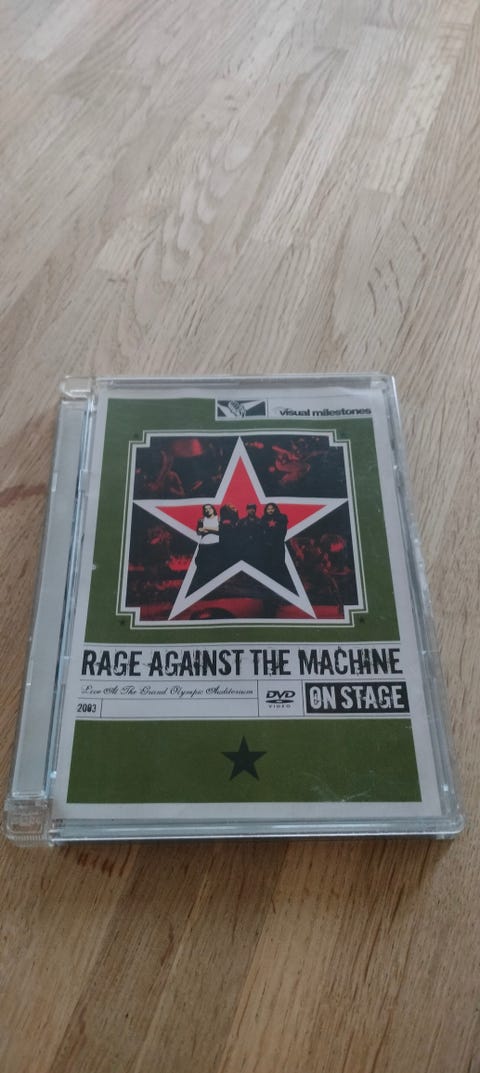 visual milestones
RAGE AGAINST THE MACHINE
Live At The Grand Olympic Auditorium
DVD
VIDEO
ON STAGE
2003